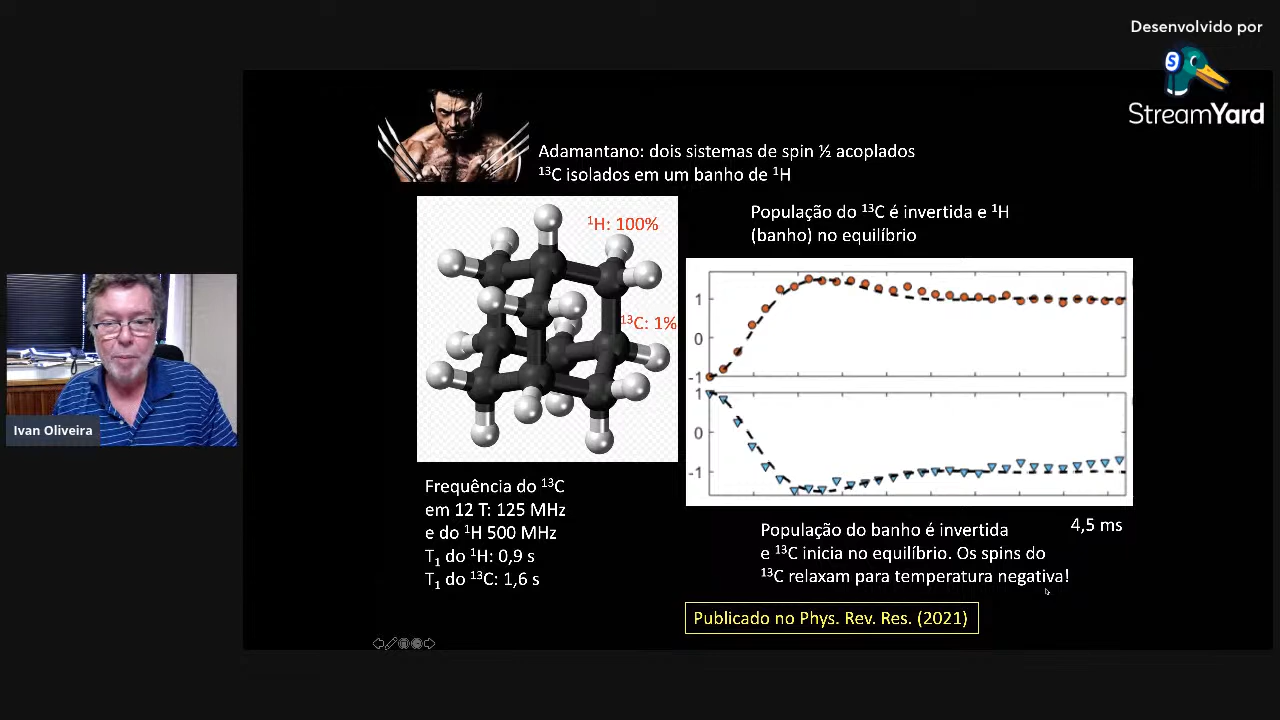 Desenvolvido por
StreamYard
Adamantano: dois sistemas de spin ½ acoplados
¹³C isolados em um banho de ¹H
¹H: 100%
¹³C: 1%
População do ¹³C é invertida e ¹H
(banho) no equilíbrio
1
0
-1
1
0
-1
4,5 ms
Ivan Oliveira
Frequência do ¹³C
em 12 T: 125 MHz
e do ¹H 500 MHz
T₁ do ¹H: 0,9 s
T₁ do ¹³C: 1,6 s
População do banho é invertida
e ¹³C inicia no equilíbrio. Os spins do
¹³C relaxam para temperatura negativa!
Publicado no Phys. Rev. Res. (2021)